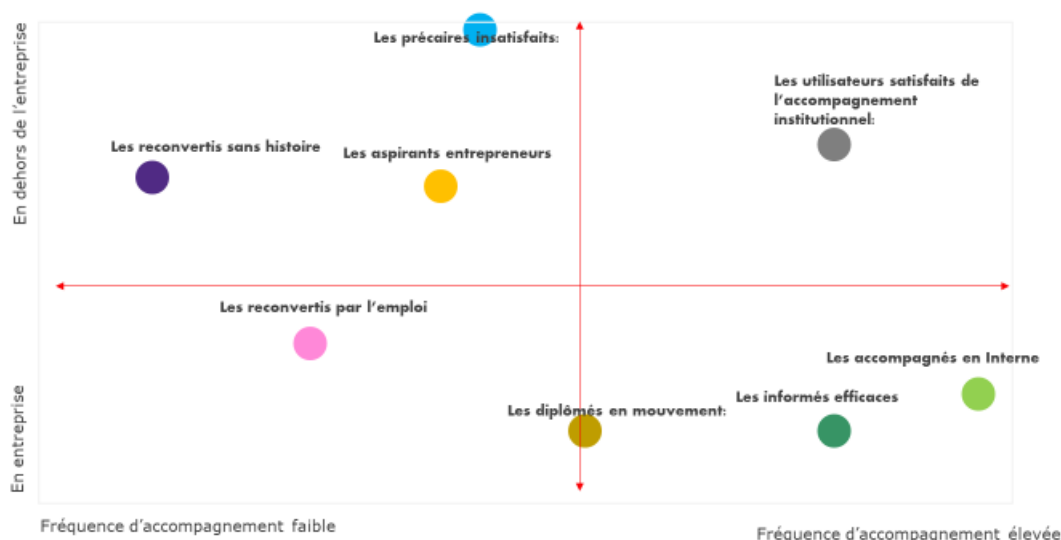 En dehors de l'entreprise
Les précaires insatisfaits:
Les utilisateurs satisfaits de
l'accompagnement
institutionnel:
Les reconvertis sans histoire
Les aspirants entrepreneurs
Les reconvertis par l'emploi
Les accompagnés en Interne
Les informés efficaces
Les diplômés en mouvement:
En entreprise
Fréquence d'accompagnement faible
Fréquence d'accompagnement élevée